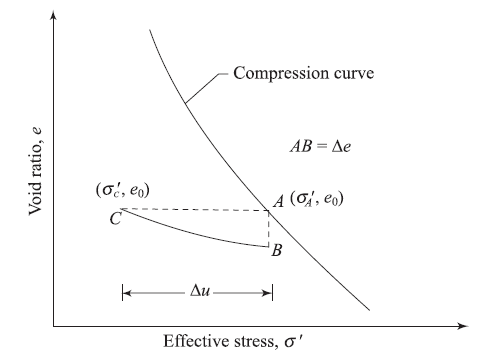 Compression curve
AB = Δe
(σ′c, e0)
A (σ′A, e0)
C
B
Δu
Void ratio, e
Effective stress, σ′